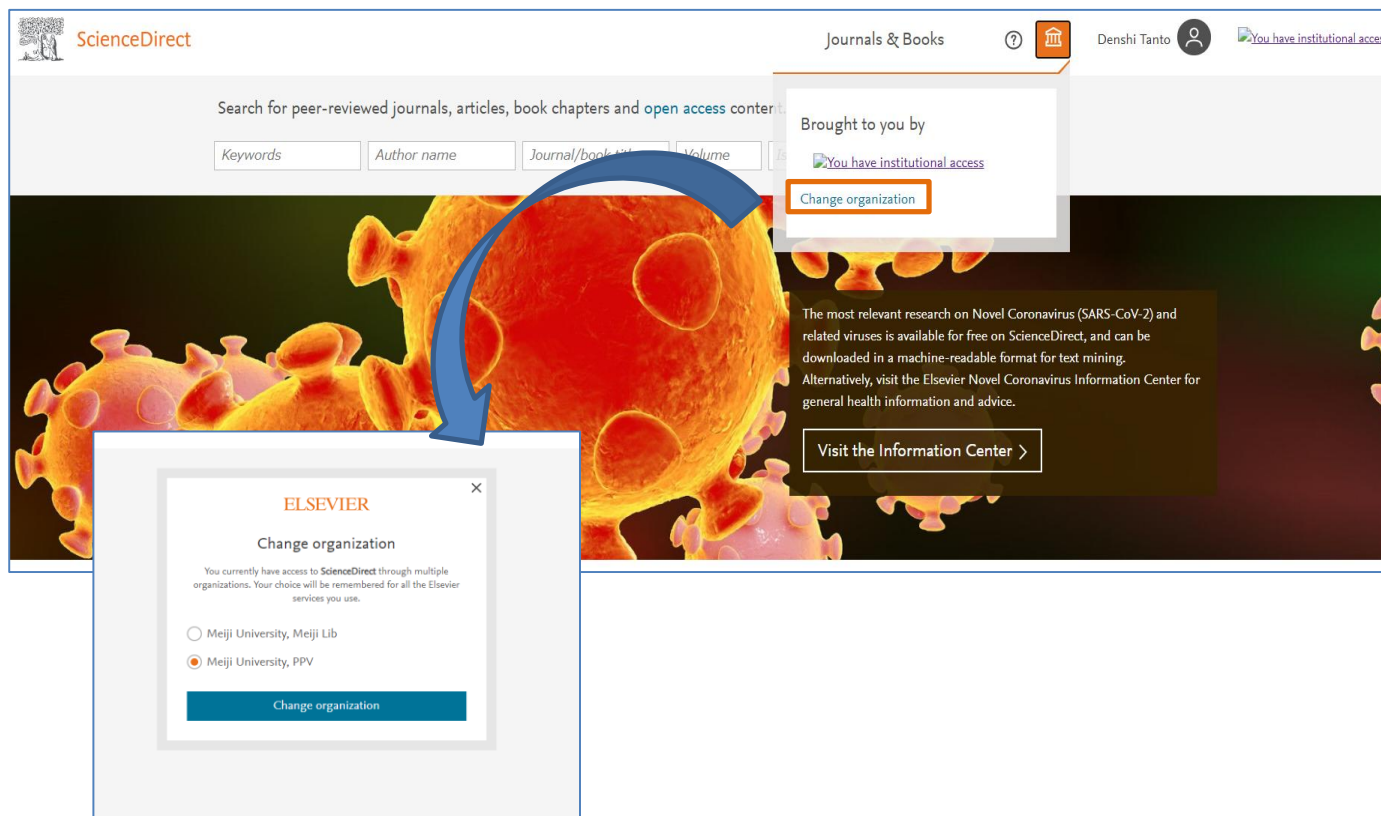 ScienceDirect
Journals & Books
?
Denshi Tanto
You have institutional acces
Search for peer-reviewed journals, articles, book chapters and open access content.
Keywords
Author name
Journal/book title
Volume
Brought to you by
You have institutional access
Change organization
The most relevant research on Novel Coronavirus (SARS-CoV-2) and
related viruses is available for free on ScienceDirect, and can be
downloaded in a machine-readable format for text mining.
Alternatively, visit the Elsevier Novel Coronavirus Information Center for
general health information and advice.
Visit the Information Center >
ELSEVIER
Change organization
You currently have access to ScienceDirect through multiple
organizations. Your choice will be remembered for all the Elsevier
services you use.
Meiji University, Meiji Lib
Meiji University, PPV
Change organization